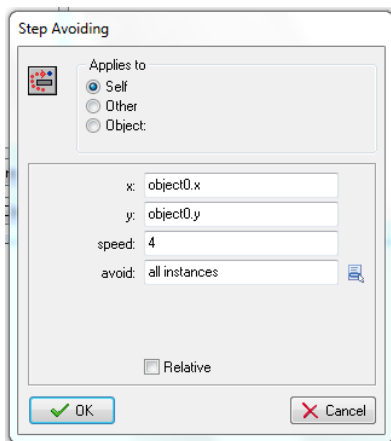 Step Avoiding
Applies to
Self
Other
Object:
x: object0.x
y: object0.y
speed: 4
avoid: all instances
Relative
OK Cancel